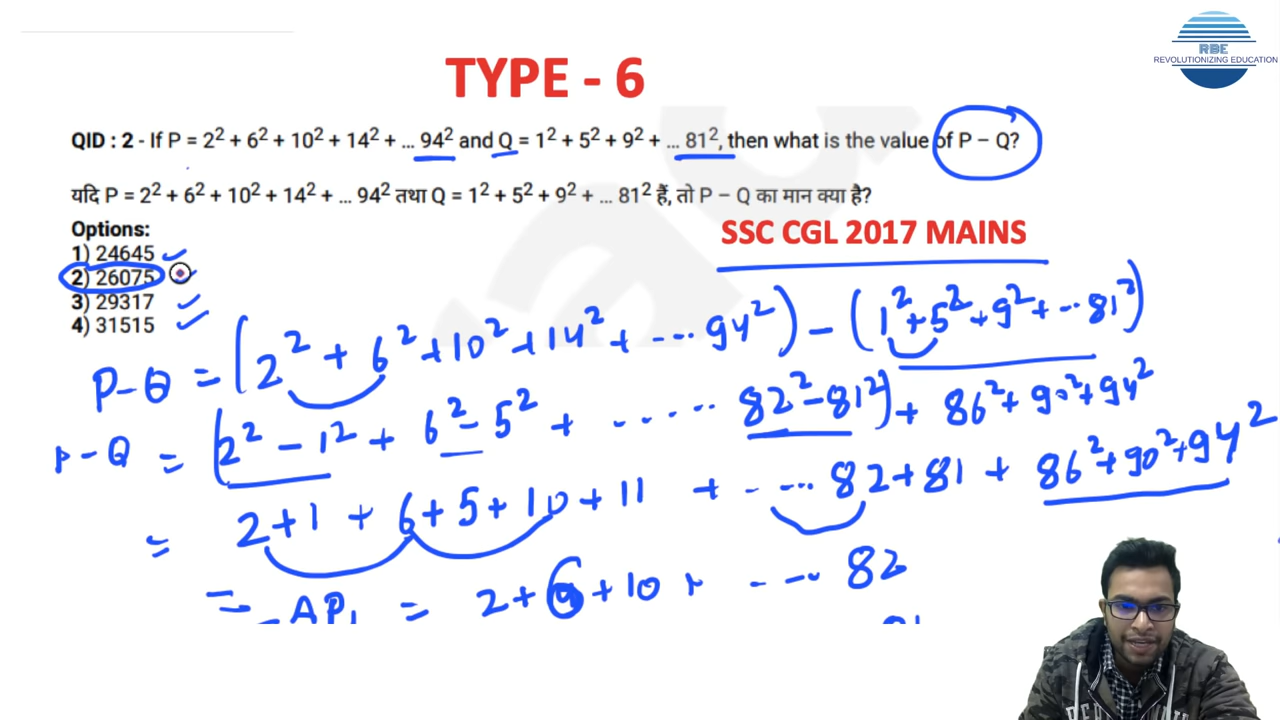 RBE
REVOLUTIONIZING EDUCATION
TYPE - 6
QID : 2 - If P = 2² + 6² + 10² + 14² + ... 94² and Q = 1² + 5² + 9² + ... 81², then what is the value of P – Q?
यदि P = 2² + 6² + 10² + 14² + ... 94² तथा Q = 1² + 5² + 9² + ... 81² हैं, तो P – Q का मान क्या है?
Options:
1) 24645
2) 26075
3) 29317
4) 31515
SSC CGL 2017 MAINS
P-Q = (2² + 6² + 10² + 14² + ... 94²) - (1² + 5² + 9² + ... 81²)
P-Q = (2² - 1² + 6² - 5² + ...... 82² - 81²) + 86² + 90² + 94²
= 2+1 + 6+5+10+11 + ..... 82+81 + 86²+90²+94²
= AP₁ = 2+6+10+ ..... 82